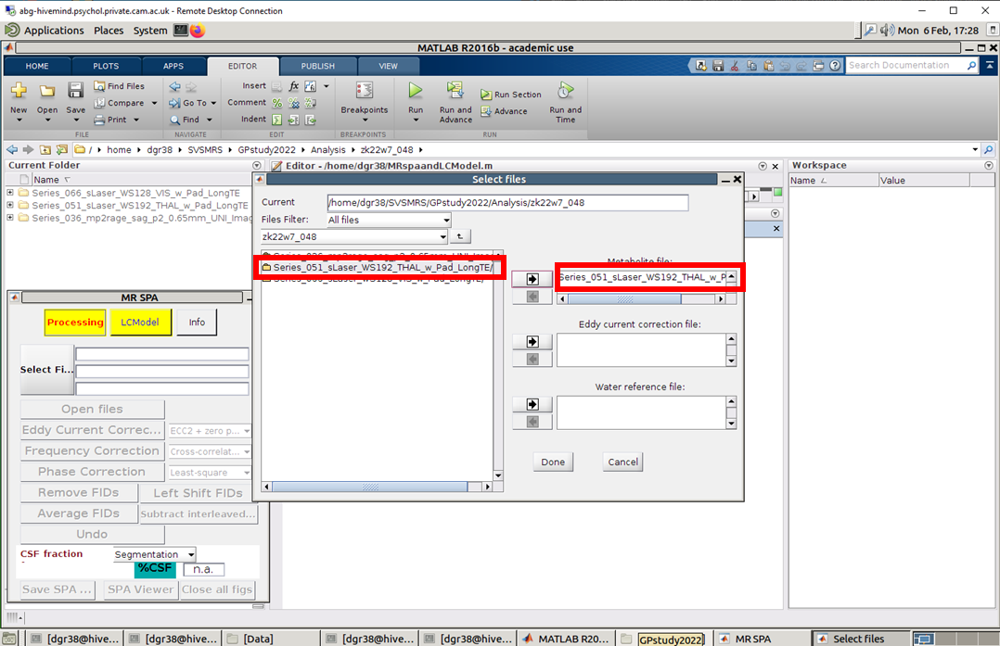 abg-hivemind.psychol.private.cam.ac.uk - Remote Desktop Connection
Applications Places System Mon 6 Feb, 17:28
MATLAB R2016b - academic use
HOME PLOTS APPS EDITOR PUBLISH VIEW
Search Documentation
New Open Save
Find Files
Compare
Print
Go To
Find
Insert
Comment
Indent
fx
Breakpoints
Run
Run and Advance
Run Section
Advance
Run and Time
FILE NAVIGATE EDIT BREAKPOINTS RUN
/ home dgr38 SVSMRS GPstudy2022 Analysis zk22w7_048
Current Folder
Name
Series_066_sLaser_WS128_VIS_w_Pad_LongTE
Series_051_sLaser_WS192_THAL_w_Pad_LongTE
Series_036_mp2rage_sag_p2_0.65mm_UNI_Imag
Editor - /home/dgr38/MRspaandLCModel.m
Workspace
Name Value
Select files
Current /home/dgr38/SVSMRS/GPstudy2022/Analysis/zk22w7_048
Files Filter: All files
zk22w7_048
Series_051_sLaser_WS192_THAL_w_Pad_LongTE/
Metabolite file:
Series_051_sLaser_WS192_THAL_w_P
Eddy current correction file:
Water reference file:
Done Cancel
MR SPA
Processing LCModel Info
Select Fi...
Open files
Eddy Current Correc... ECC2 + zero p...
Frequency Correction Cross-correlat...
Phase Correction Least-square
Remove FIDs Left Shift FIDs
Average FIDs Subtract interleaved...
Undo
CSF fraction Segmentation
%CSF n.a.
Save SPA ... SPA Viewer Close all figs
[dgr38@hive... [dgr38@hive... [Data] [dgr38@hive... [dgr38@hive... MATLAB R20... GPstudy2022 MR SPA Select files